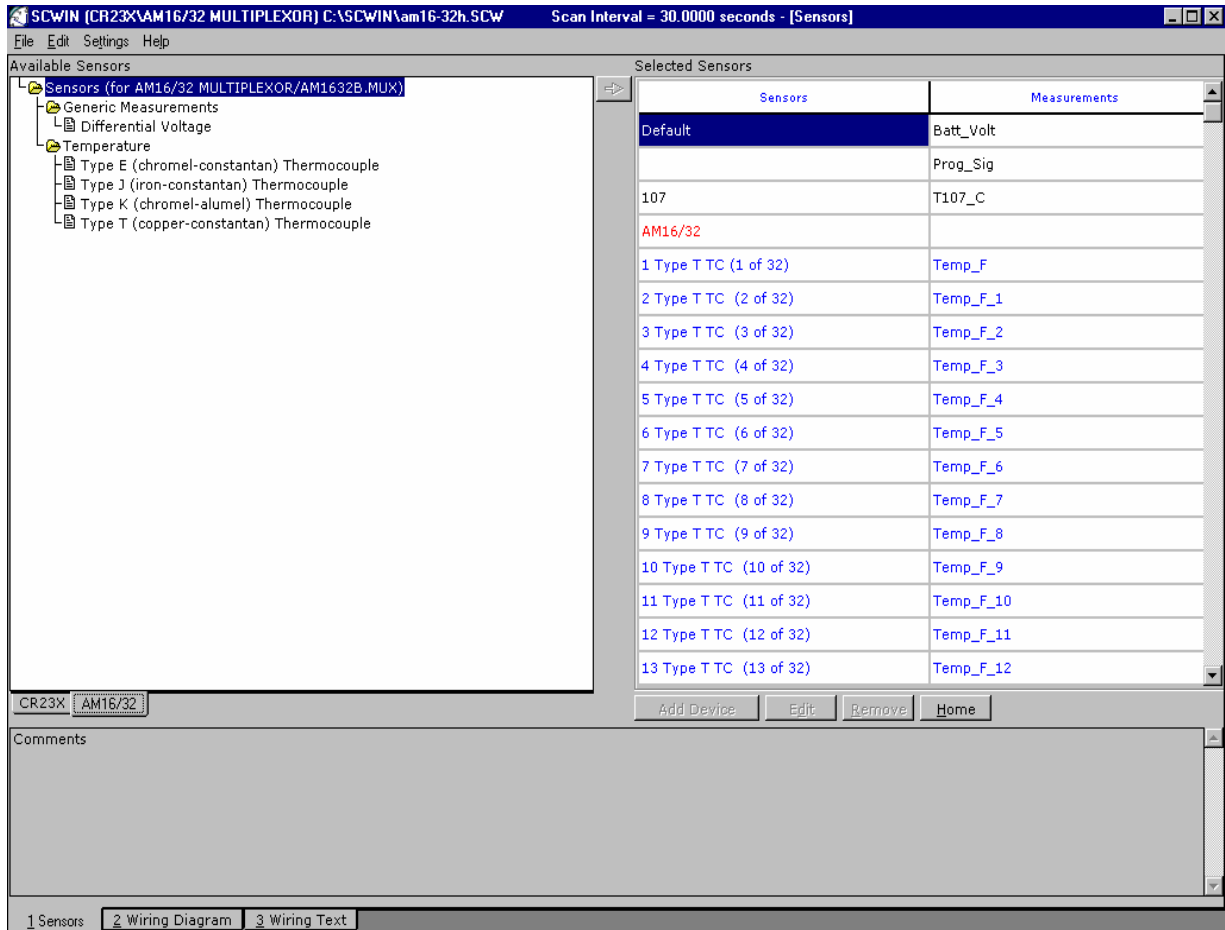 SCWIN (CR23X\AM16/32 MULTIPLEXOR) C:\SCWIN\am16-32h.SCW Scan Interval = 30.0000 seconds - [Sensors]
File Edit Settings Help
Available Sensors
Sensors (for AM16/32 MULTIPLEXOR/AM1632B.MUX)
Generic Measurements
Differential Voltage
Temperature
Type E (chromel-constantan) Thermocouple
Type J (iron-constantan) Thermocouple
Type K (chromel-alumel) Thermocouple
Type T (copper-constantan) Thermocouple
CR23X AM16/32
Selected Sensors
Sensors Measurements
Default Batt_Volt
Prog_Sig
107 T107_C
AM16/32
1 Type T TC (1 of 32) Temp_F
2 Type T TC (2 of 32) Temp_F_1
3 Type T TC (3 of 32) Temp_F_2
4 Type T TC (4 of 32) Temp_F_3
5 Type T TC (5 of 32) Temp_F_4
6 Type T TC (6 of 32) Temp_F_5
7 Type T TC (7 of 32) Temp_F_6
8 Type T TC (8 of 32) Temp_F_7
9 Type T TC (9 of 32) Temp_F_8
10 Type T TC (10 of 32) Temp_F_9
11 Type T TC (11 of 32) Temp_F_10
12 Type T TC (12 of 32) Temp_F_11
13 Type T TC (13 of 32) Temp_F_12
Add Device Edit Remove Home
Comments
1 Sensors 2 Wiring Diagram 3 Wiring Text